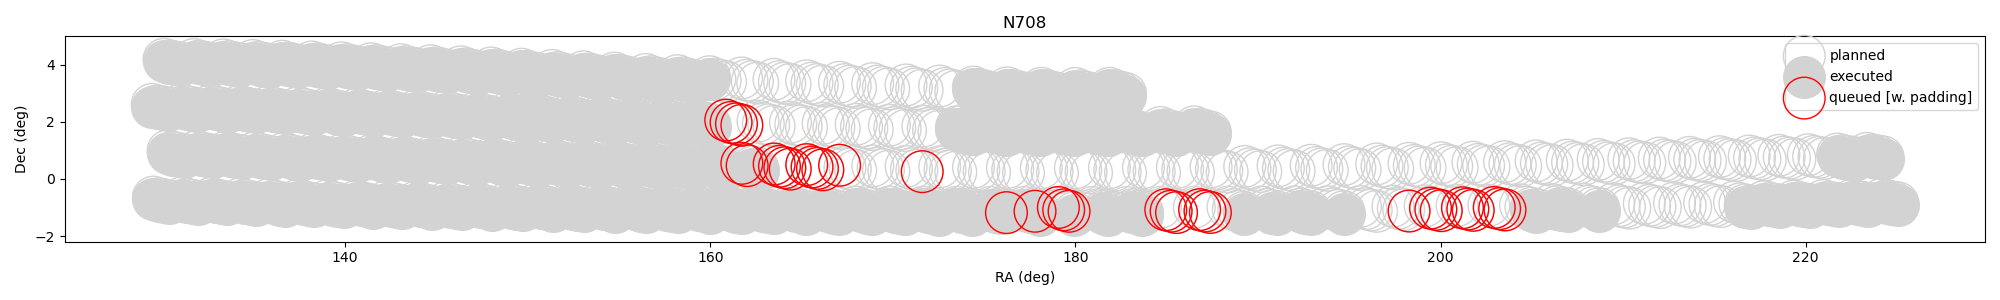 N708
planned
executed
queued [w. padding]
Dec (deg)
4
2
0
−2
140
160
180
200
220
RA (deg)